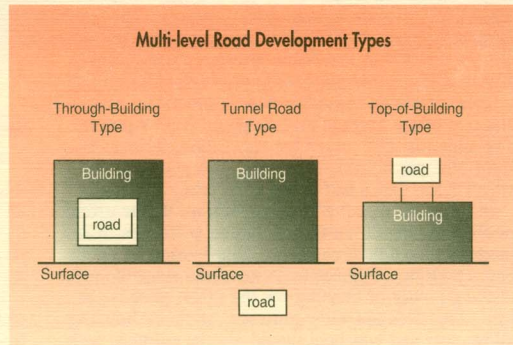 Multi-level Road Development Types
Through-Building
Type
Building
road
Surface
Tunnel Road
Type
Building
Surface
road
Top-of-Building
Type
road
Building
Surface